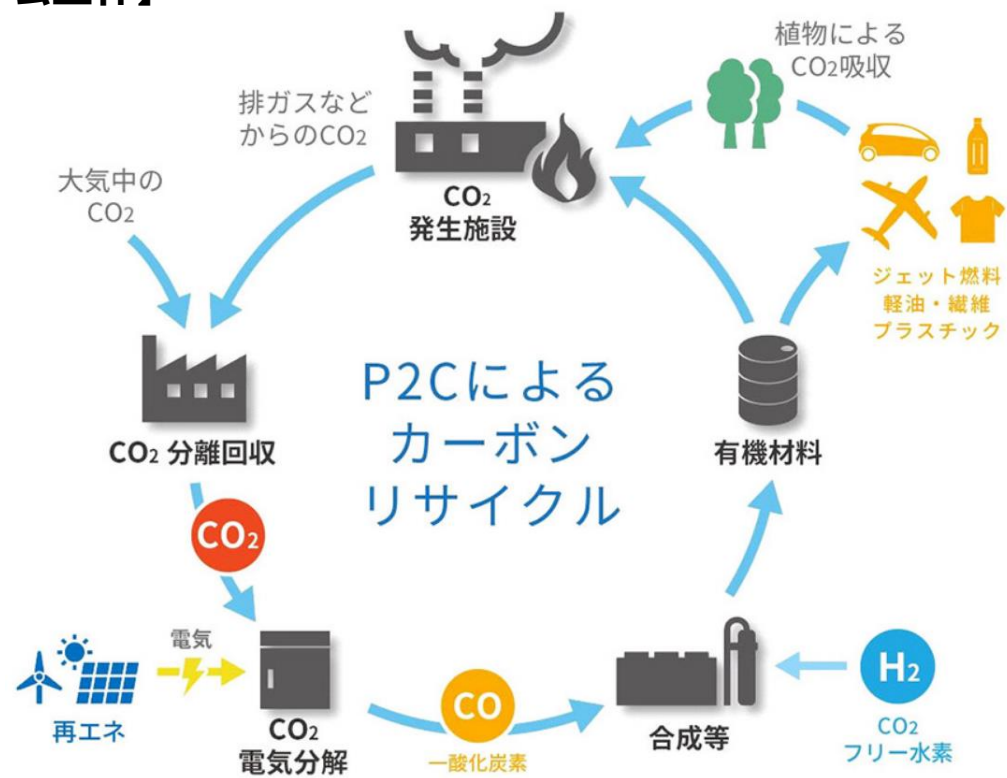 植物による
CO2吸収
排ガスなど
からのCO2
大気中の
CO2
CO2
発生施設
ジェット燃料
軽油・繊維
プラスチック
P2Cによる
カーボン
リサイクル
CO2 分離回収
有機材料
CO2
電気
再エネ
CO2
電気分解
CO
一酸化炭素
合成等
H2
CO2
フリー水素